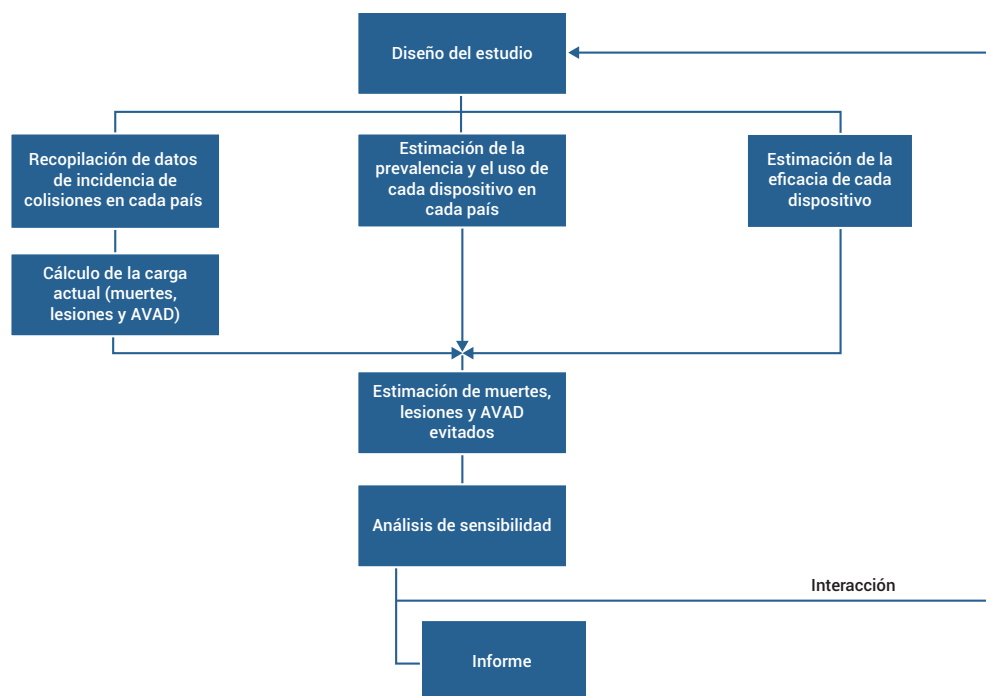 Diseño del estudio
Recopilación de datos
de incidencia de
colisiones en cada país
Estimación de la
prevalencia y el uso de
cada dispositivo en
cada país
Estimación de la
eficacia de cada
dispositivo
Cálculo de la carga
actual (muertes,
lesiones y AVAD)
Estimación de muertes,
lesiones y AVAD
evitados
Análisis de sensibilidad
Interacción
Informe